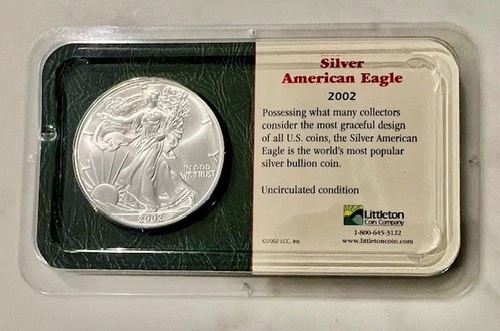 LIBERTY
IN GOD
WE TRUST
2002
Silver
American Eagle
2002
Possessing what many collectors
consider the most graceful design
of all U.S. coins, the Silver American
Eagle is the world's most popular
silver bullion coin.
Uncirculated condition
Littleton
Coin Company
©2002 LCC, Inc.
1-800-645-3122
www.littletoncoin.com